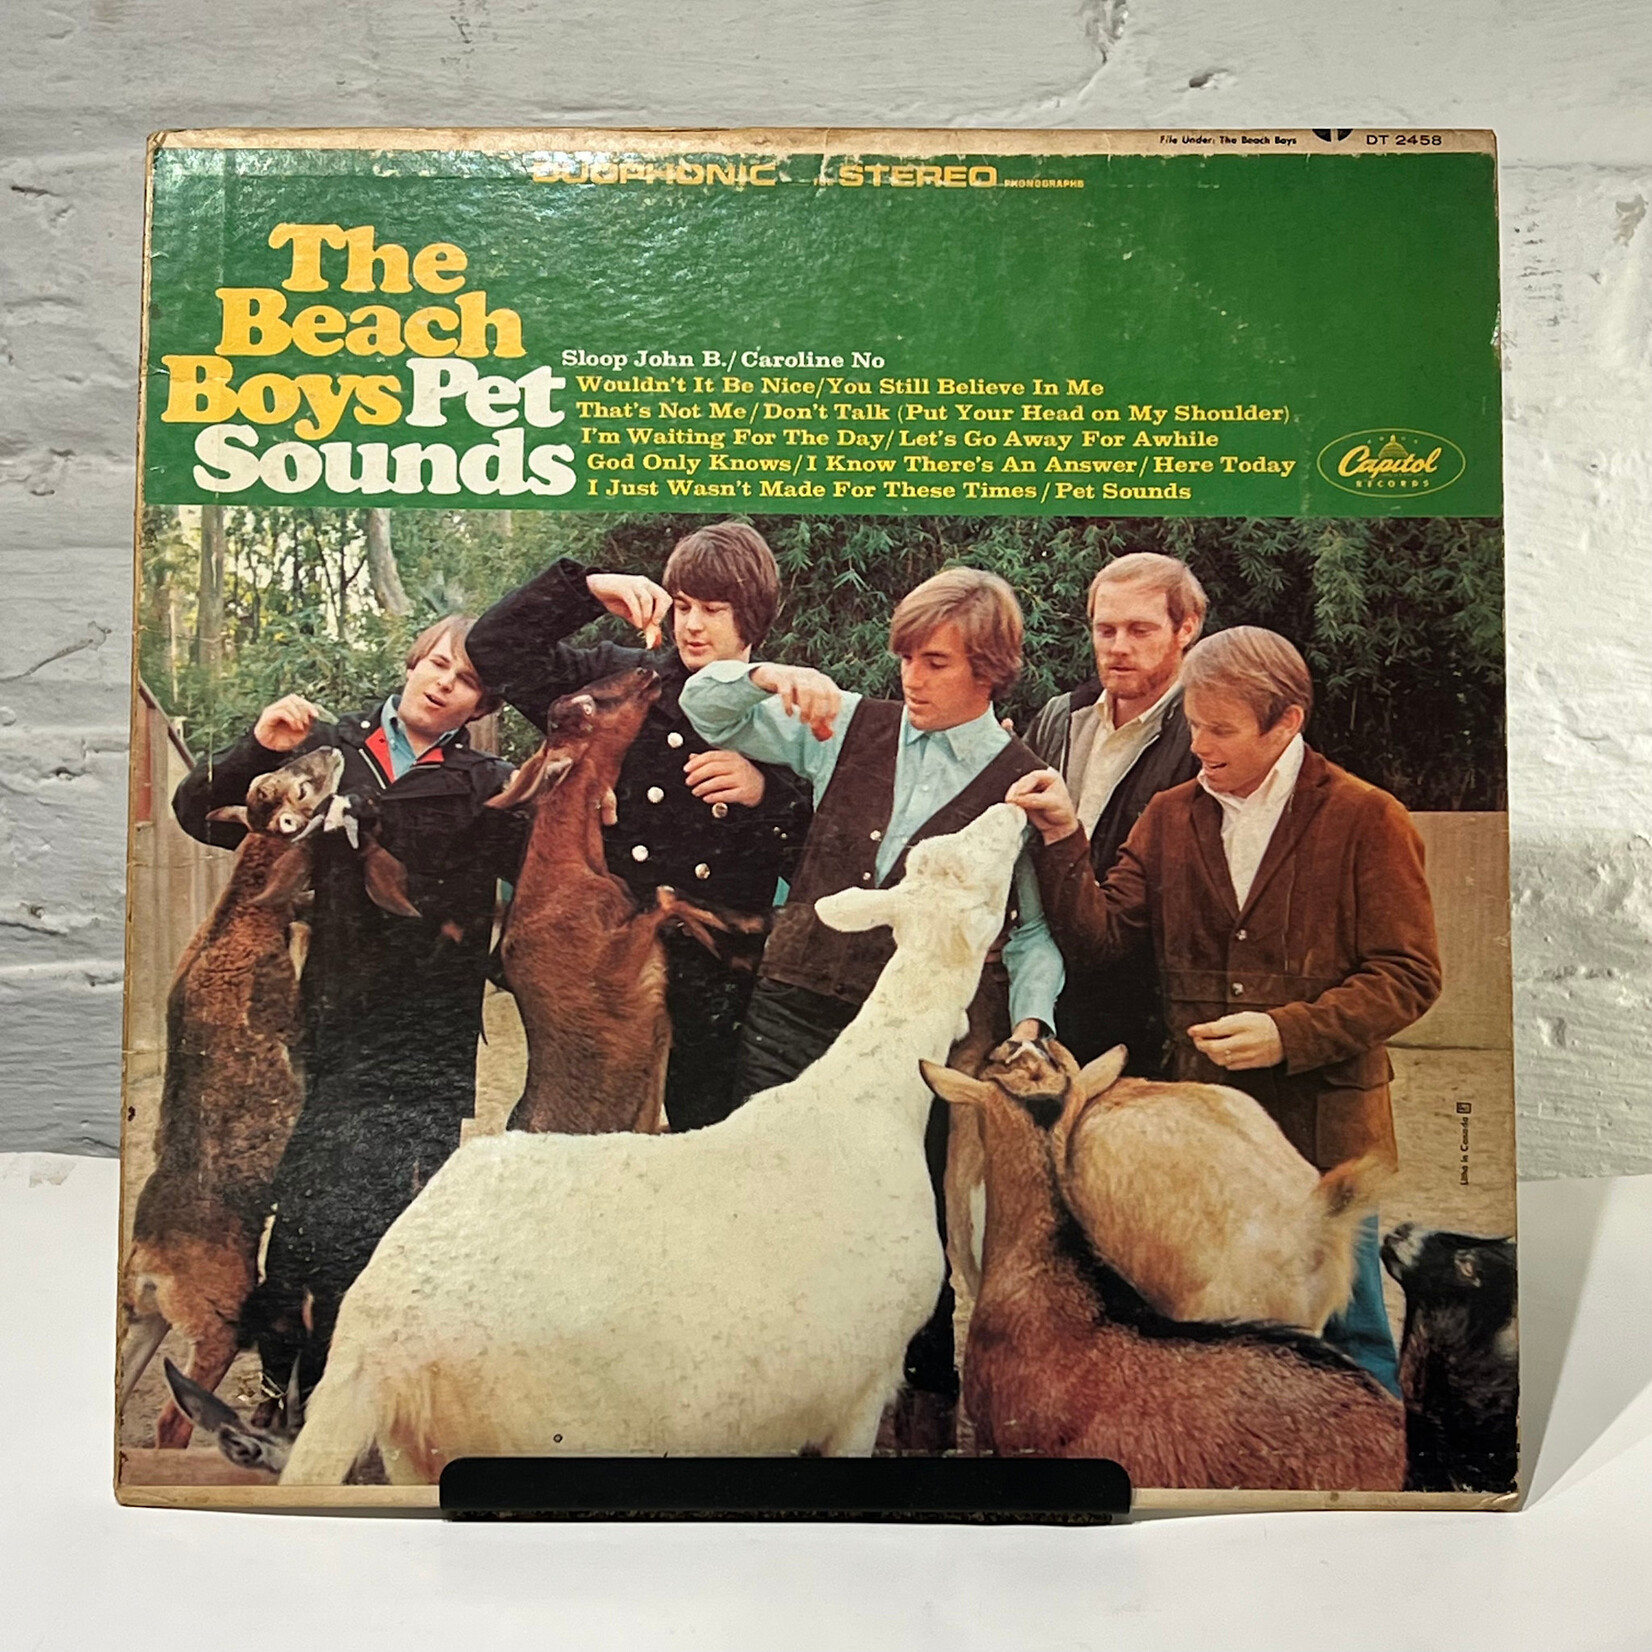 File Under: The Beach Boys DT 2458
DUOPHONIC STEREO PHONOGRAPHS
The
Beach
Boys Pet
Sounds
Sloop John B./Caroline No
Wouldn't It Be Nice/You Still Believe In Me
That's Not Me/Don't Talk (Put Your Head on My Shoulder)
I'm Waiting For The Day/Let's Go Away For Awhile
God Only Knows/I Know There's An Answer/Here Today
I Just Wasn't Made For These Times/Pet Sounds
Capitol
RECORDS
Litho in Canada